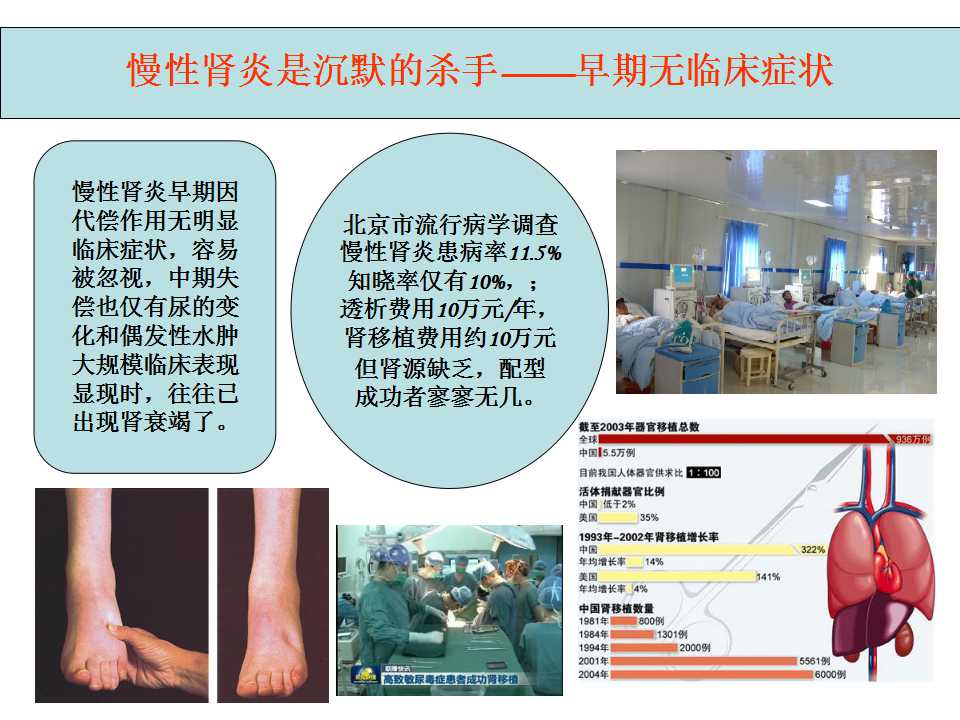 慢性肾炎是沉默的杀手——早期无临床症状
慢性肾炎早期因
代偿作用无明显
临床症状，容易
被忽视，中期失
偿也仅有尿的变
化和偶发性水肿
大规模临床表现
显现时，往往已
出现肾衰竭了。
北京市流行病学调查
慢性肾炎患病率11.5%
知晓率仅有10%，；
透析费用10万元/年，
肾移植费用约10万元
但肾源缺乏，配型
成功者寥寥无几。
截至2003年器官移植总数
全球 936万例
中国 5.5万例
目前我国人体器官供求比 1：100
活体捐献器官比例
中国 低于2%
美国 35%
1993年-2002年肾移植增长率
中国 322%
年均增长率 14%
美国 141%
年均增长率 4%
中国肾移植数量
1981年 800例
1984年 1301例
1994年 2000例
2001年 5561例
2004年 6000例
联播快讯
高致敏尿毒症患者成功肾移植